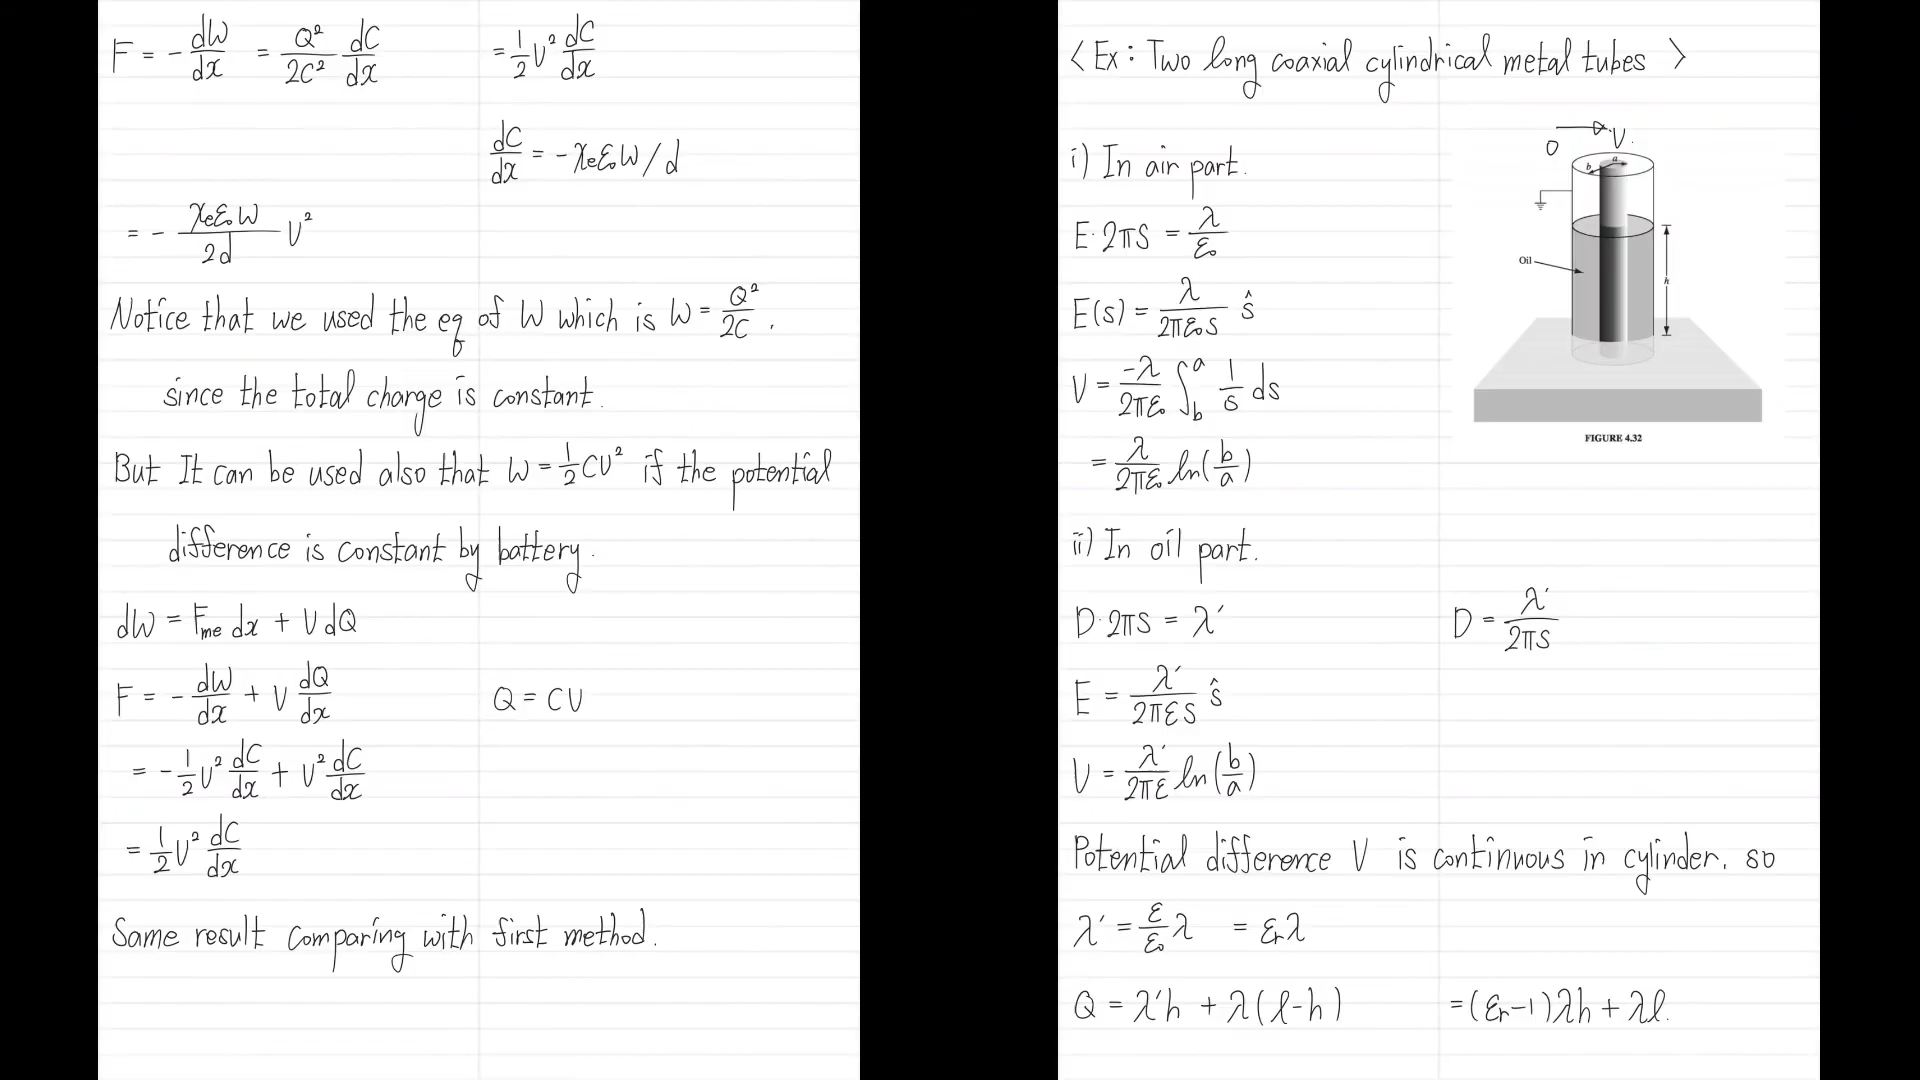 F = -dW/dx = Q²/2C² dC/dx = 1/2 V² dC/dx
dC/dx = -χeε₀w/d
= - χeε₀w/2d V²
Notice that we used the eq of W which is W = Q²/2C.
since the total charge is constant.
But It can be used also that W = 1/2 CV² if the potential
difference is constant by battery.
dW = Fme dx + V dQ
F = -dW/dx + V dQ/dx Q = CV
= -1/2 V² dC/dx + V² dC/dx
= 1/2 V² dC/dx
Same result comparing with first method.
<Ex: Two long coaxial cylindrical metal tubes>
i) In air part.
E·2πs = λ/ε₀
E(s) = λ/2πε₀s ŝ
V = -λ/2πε₀ ∫_b^a 1/s ds
= λ/2πε₀ ln(b/a)
0 → V.
a
b
Oil
h
FIGURE 4.32
ii) In oil part.
D·2πs = λ′ D = λ′/2πs
E = λ′/2πεs ŝ
V = λ′/2πε ln(b/a)
Potential difference V is continuous in cylinder. so
λ′ = ε/ε₀ λ = εrλ
Q = λ′h + λ(l-h) = (εr-1)λh + λl.